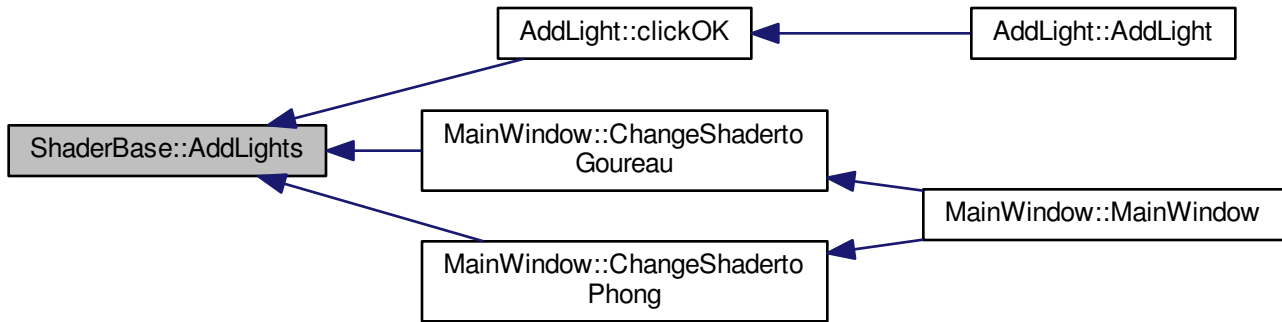 AddLight::clickOK
AddLight::AddLight
ShaderBase::AddLights
MainWindow::ChangeShaderto
Goureau
MainWindow::MainWindow
MainWindow::ChangeShaderto
Phong